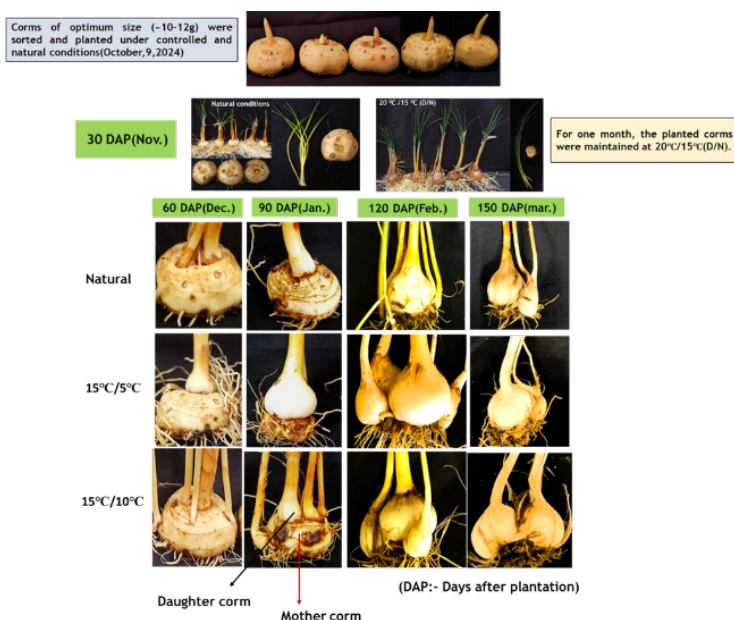 Corms of optimum size (~10-12g) were
sorted and planted under controlled and
natural conditions(October,9,2024)
Natural conditions
20 °C /15 °C (D/N)
30 DAP(Nov.)
For one month, the planted corms
were maintained at 20°C/15°C(D/N).
60 DAP(Dec.)
90 DAP(Jan.)
120 DAP(Feb.)
150 DAP(mar.)
Natural
15°C/5°C
15°C/10°C
(DAP:- Days after plantation)
Daughter corm
Mother corm